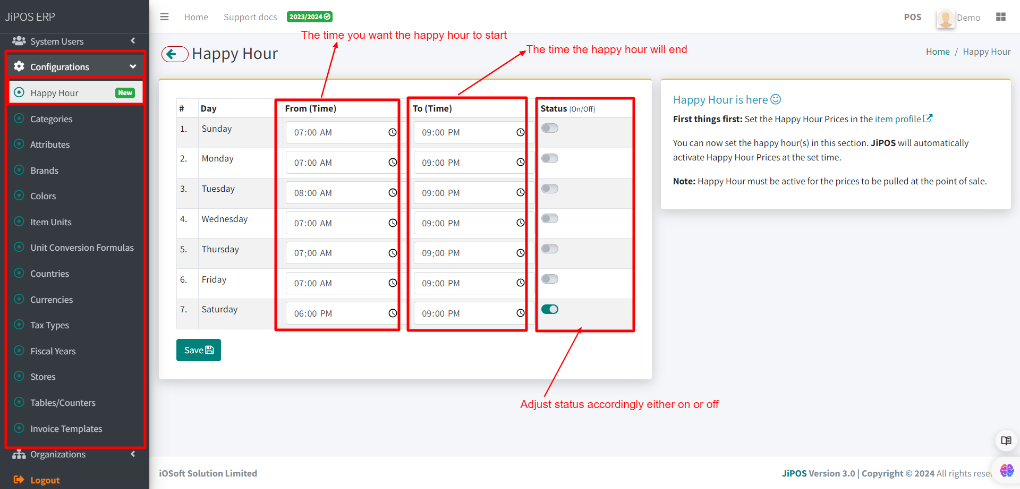 JiPOS ERP
Home Support docs 2023/2024
POS Demo
System Users
Configurations
Happy Hour New
Categories
Attributes
Brands
Colors
Item Units
Unit Conversion Formulas
Countries
Currencies
Tax Types
Fiscal Years
Stores
Tables/Counters
Invoice Templates
Organizations
Logout
The time you want the happy hour to start
The time the happy hour will end
Happy Hour
Home / Happy Hour
# Day From (Time) To (Time) Status (On/Off)
1. Sunday 07:00 AM 09:00 PM
2. Monday 07:00 AM 09:00 PM
3. Tuesday 08:00 AM 09:00 PM
4. Wednesday 07:00 AM 09:00 PM
5. Thursday 07:00 AM 09:00 PM
6. Friday 07:00 AM 09:00 PM
7. Saturday 06:00 PM 09:00 PM
Save
Adjust status accordingly either on or off
Happy Hour is here
First things first: Set the Happy Hour Prices in the item profile
You can now set the happy hour(s) in this section. JiPOS will automatically
activate Happy Hour Prices at the set time.
Note: Happy Hour must be active for the prices to be pulled at the point of sale.
iOSoft Solution Limited
JiPOS Version 3.0 | Copyright © 2024 All rights